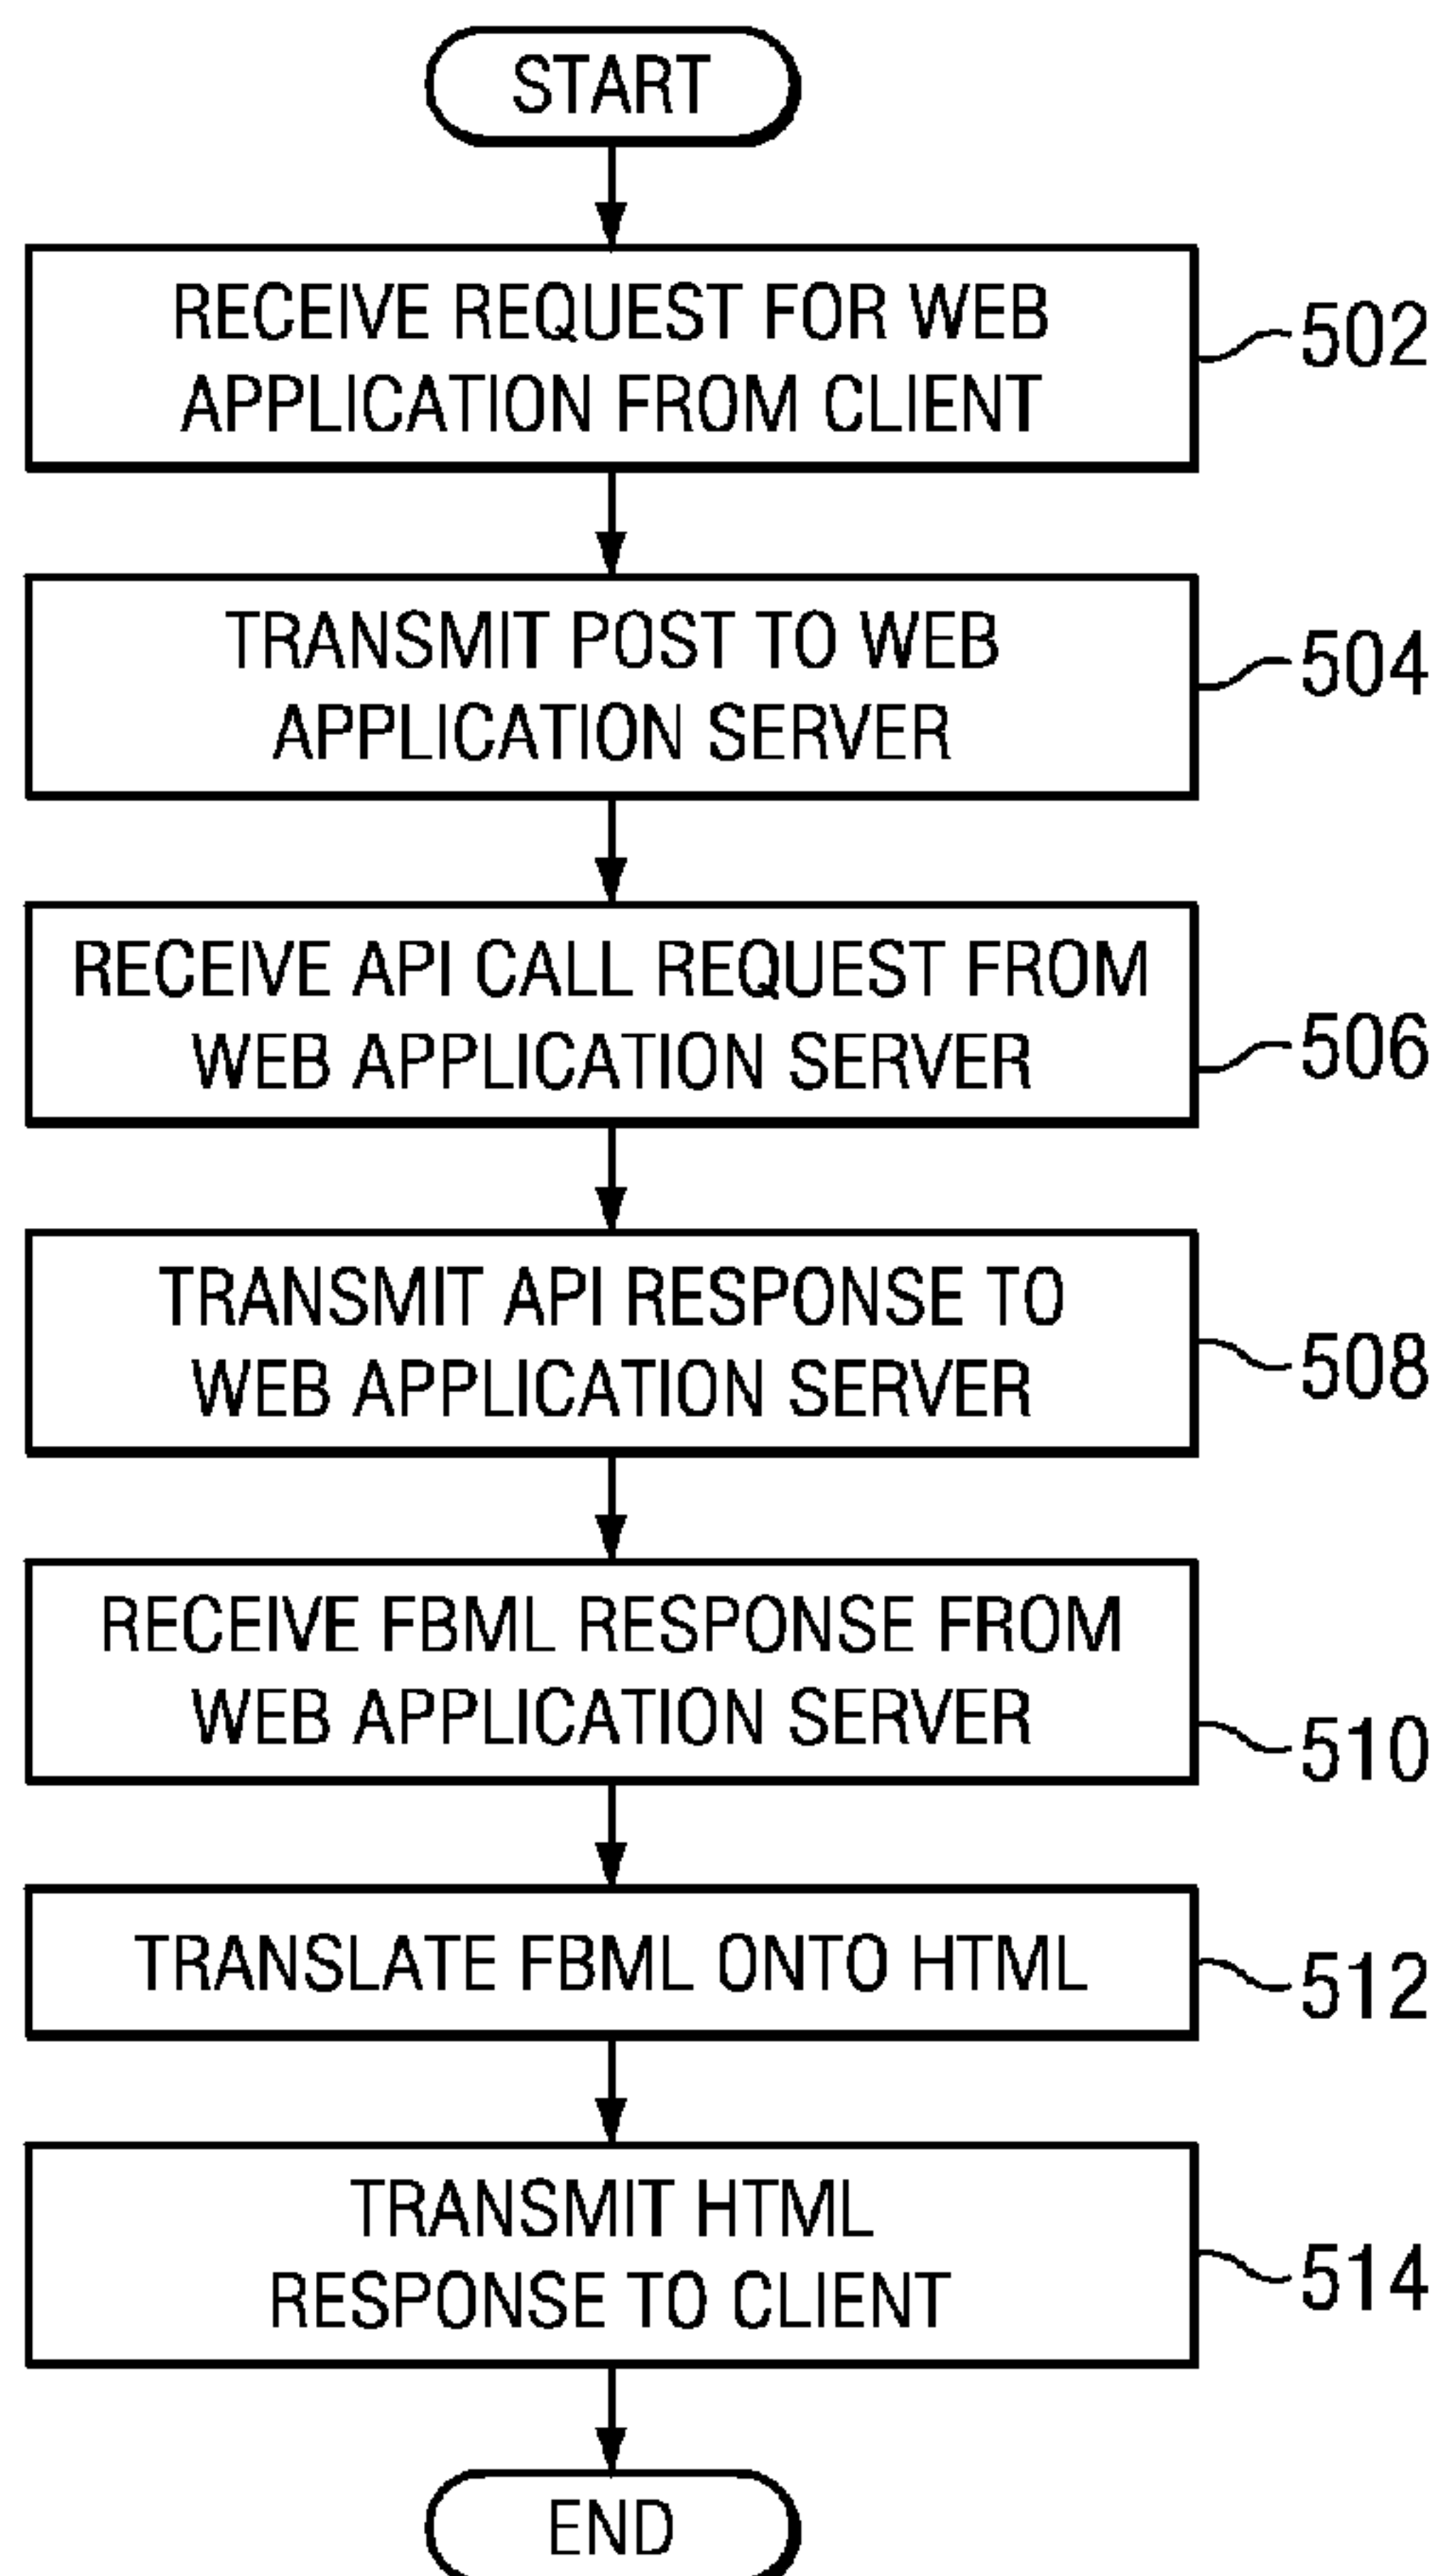 START
RECEIVE REQUEST FOR WEB
APPLICATION FROM CLIENT
502
TRANSMIT POST TO WEB
APPLICATION SERVER
504
RECEIVE API CALL REQUEST FROM
WEB APPLICATION SERVER
506
TRANSMIT API RESPONSE TO
WEB APPLICATION SERVER
508
RECEIVE FBML RESPONSE FROM
WEB APPLICATION SERVER
510
TRANSLATE FBML ONTO HTML
512
TRANSMIT HTML
RESPONSE TO CLIENT
514
END